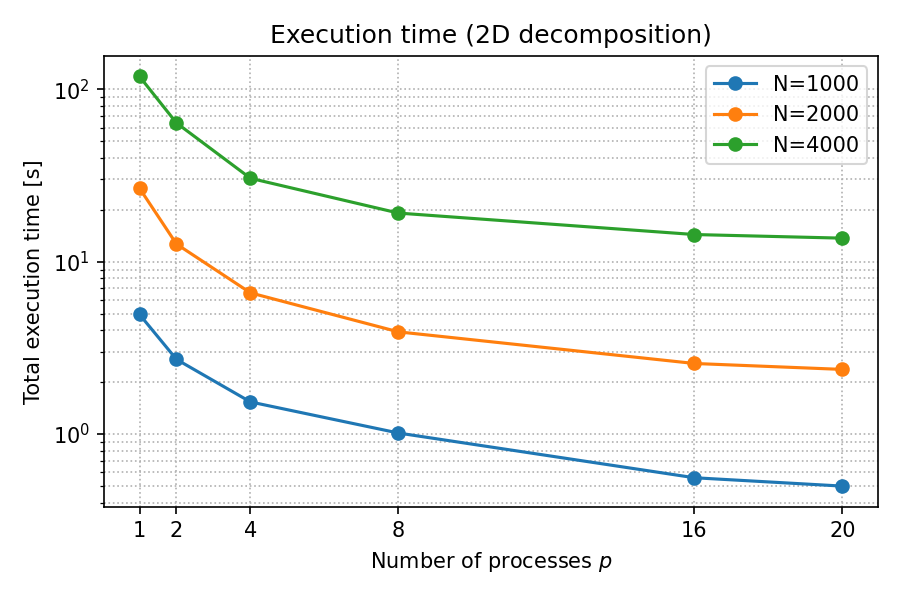 Execution time (2D decomposition)
Total execution time [s]
10²
10¹
10⁰
N=1000
N=2000
N=4000
1 2 4 8 16 20
Number of processes p